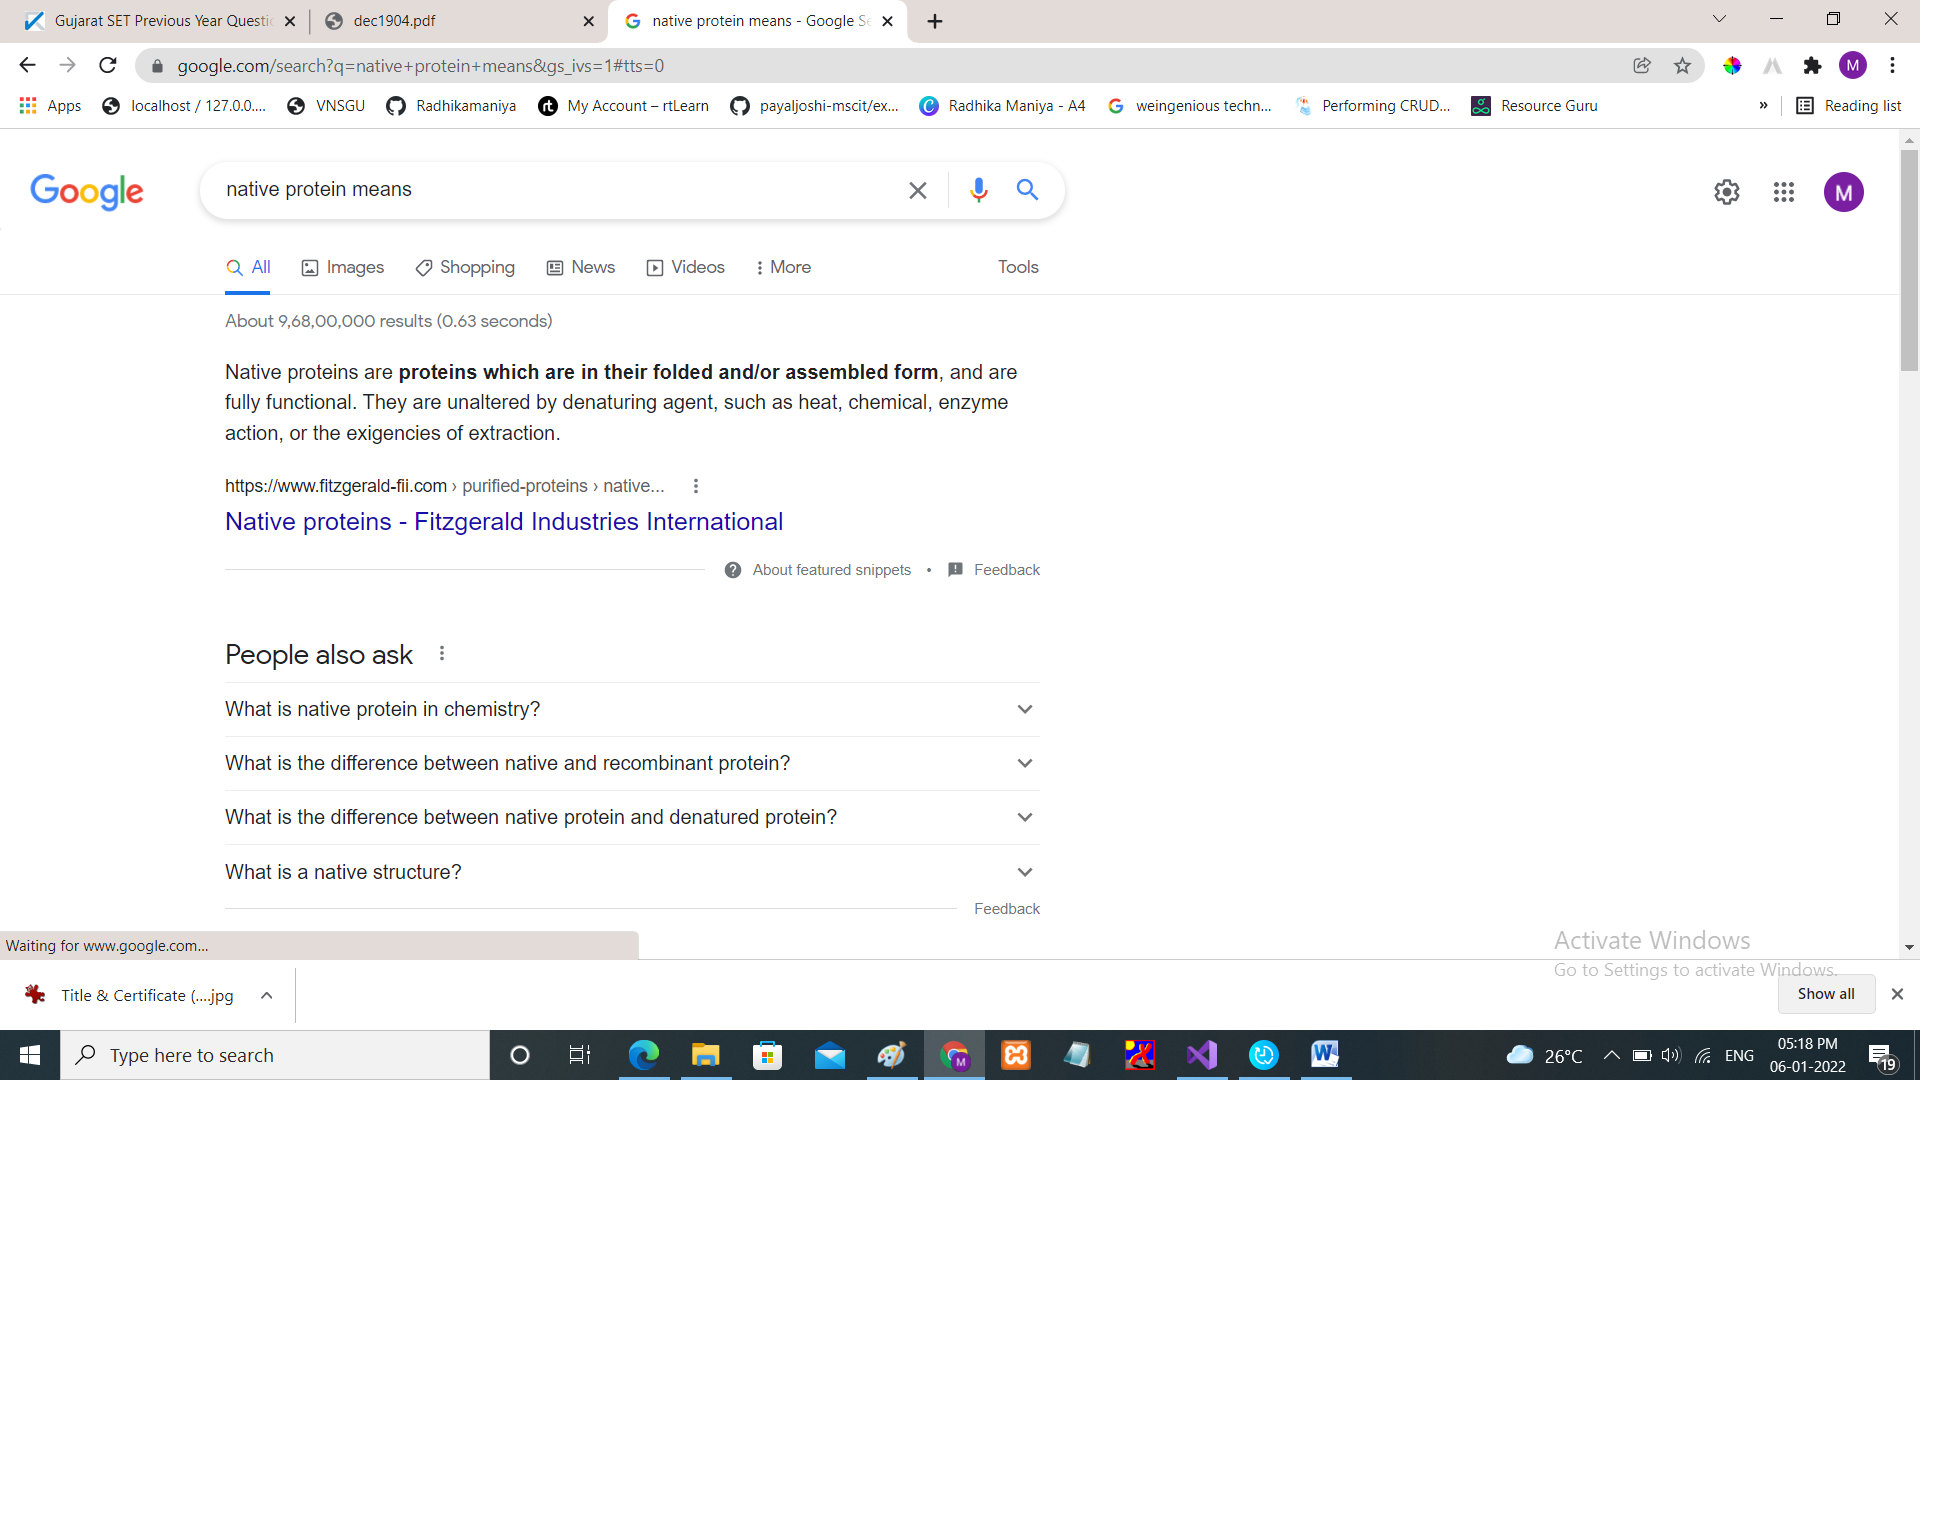 Gujarat SET Previous Year Questi
dec1904.pdf
native protein means - Google Se
google.com/search?q=native+protein+means&gs_ivs=1#tts=0
M
Apps
localhost / 127.0.0....
VNSGU
Radhikamaniya
rt
My Account – rtLearn
payaljoshi-mscit/ex...
Radhika Maniya - A4
weingenious techn...
Performing CRUD...
Resource Guru
»
Reading list
Google
native protein means
M
All
Images
Shopping
News
Videos
More
Tools
About 9,68,00,000 results (0.63 seconds)
Native proteins are proteins which are in their folded and/or assembled form, and are
fully functional. They are unaltered by denaturing agent, such as heat, chemical, enzyme
action, or the exigencies of extraction.
https://www.fitzgerald-fii.com › purified-proteins › native...
Native proteins - Fitzgerald Industries International
About featured snippets • Feedback
People also ask
What is native protein in chemistry?
What is the difference between native and recombinant protein?
What is the difference between native protein and denatured protein?
What is a native structure?
Feedback
Waiting for www.google.com...
Activate Windows
Go to Settings to activate Windows.
Title & Certificate (....jpg
Show all
Type here to search
M
26°C
ENG
05:18 PM
06-01-2022
19